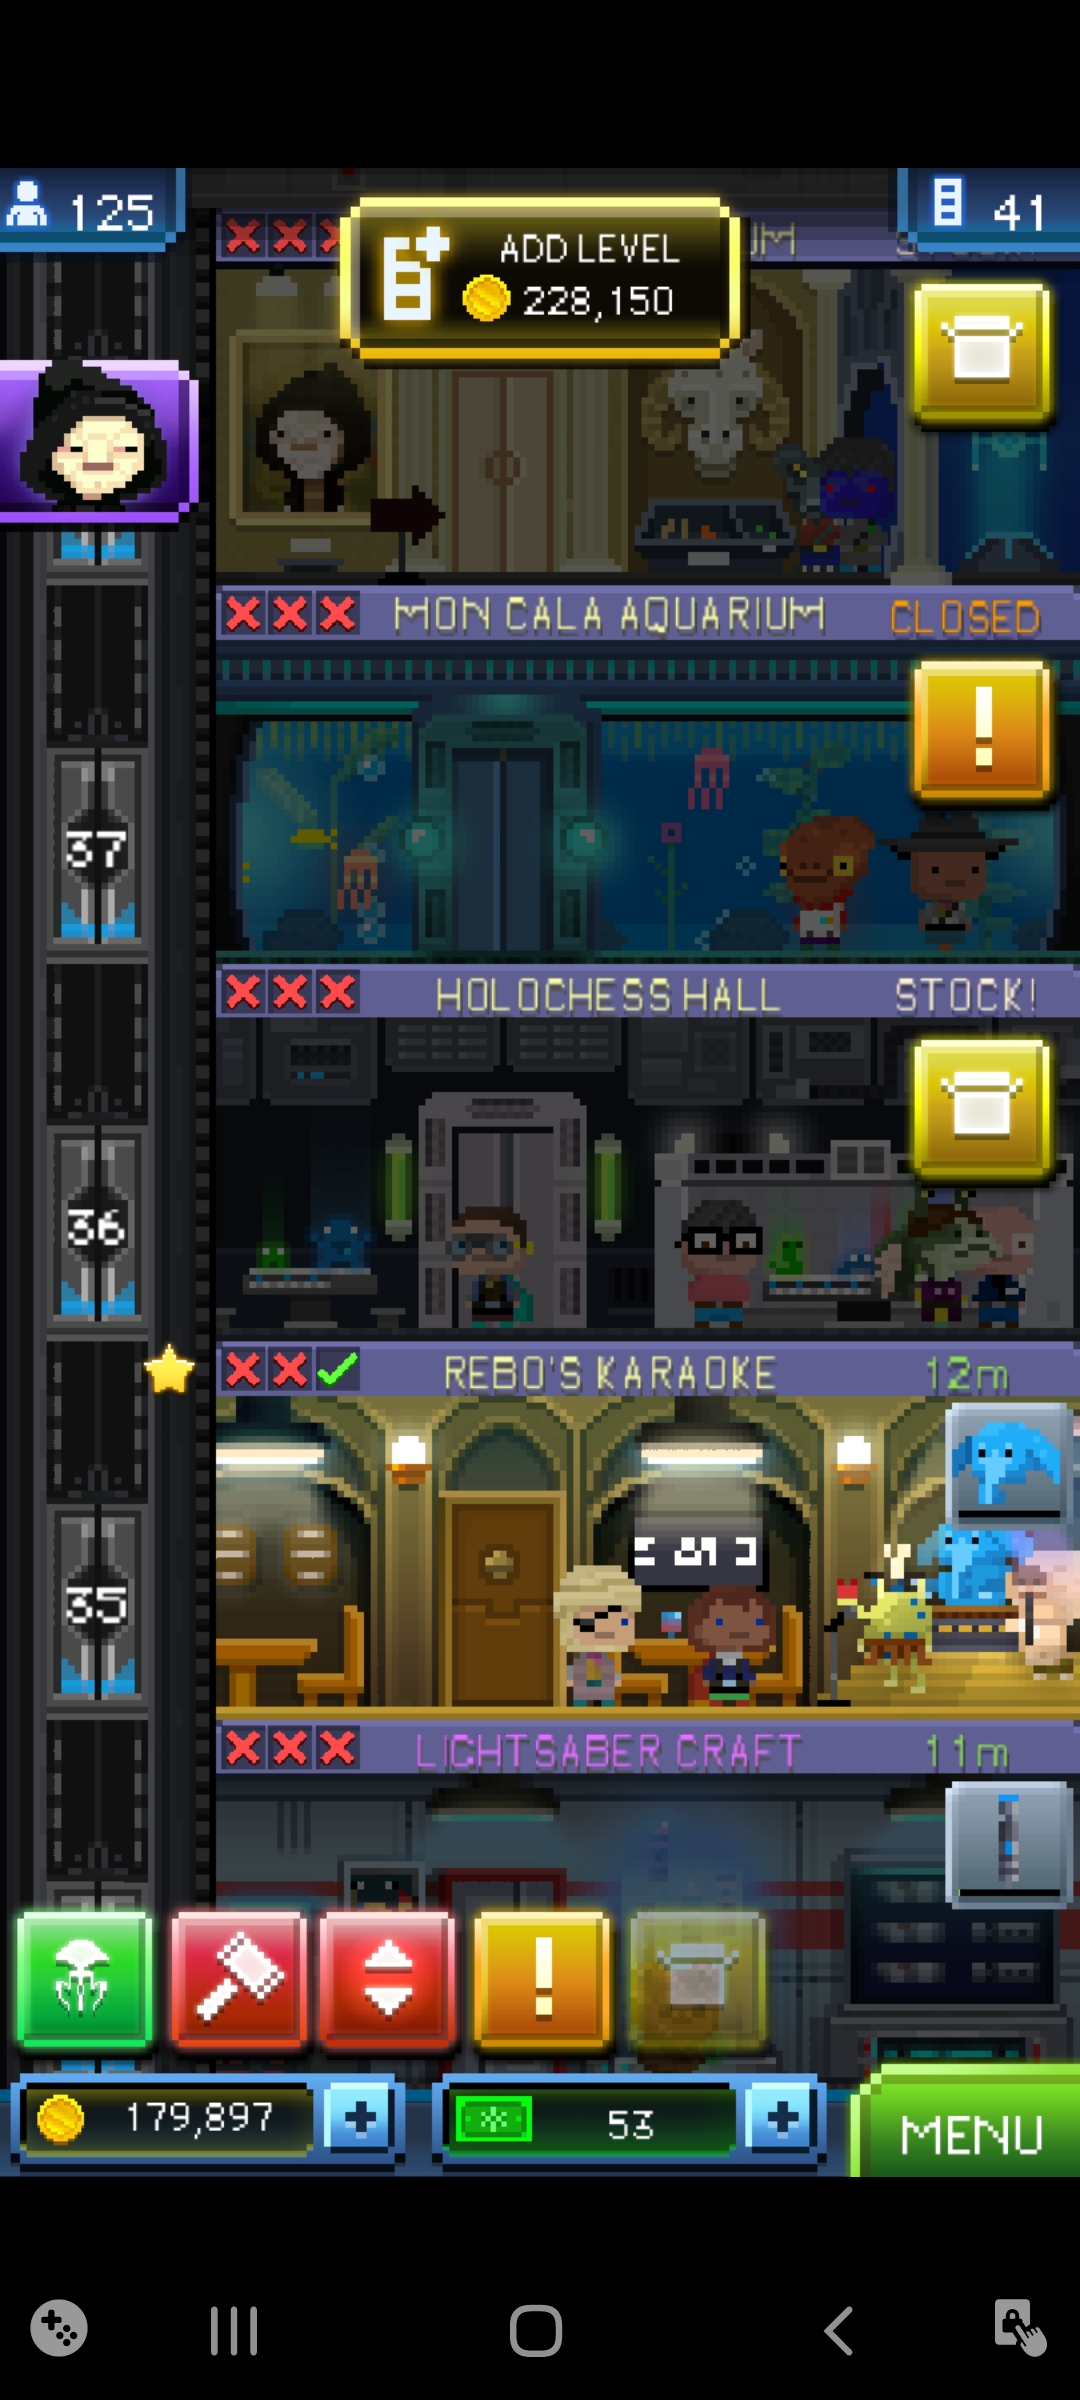 125
ADD LEVEL
228,150
41
MON CALA AQUARIUM
CLOSED
37
HOLOCHESS HALL
STOCK!
36
REBO'S KARAOKE
12m
35
LIGHTSABER CRAFT
11m
179,897
53
MENU